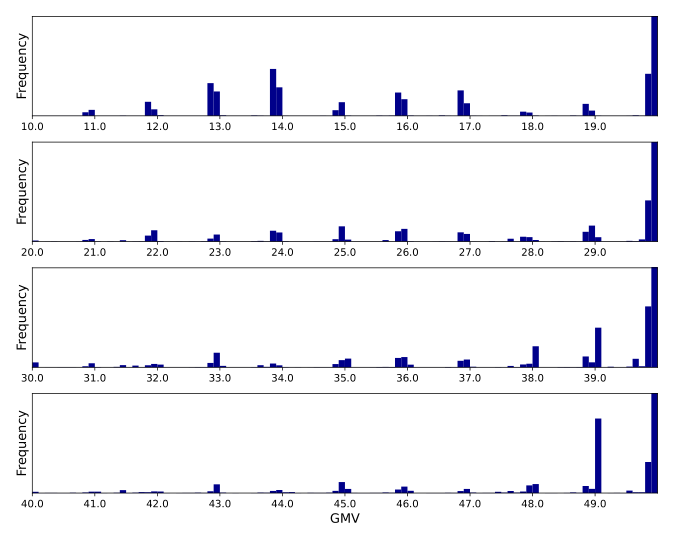 Frequency
10.0 11.0 12.0 13.0 14.0 15.0 16.0 17.0 18.0 19.0
Frequency
20.0 21.0 22.0 23.0 24.0 25.0 26.0 27.0 28.0 29.0
Frequency
30.0 31.0 32.0 33.0 34.0 35.0 36.0 37.0 38.0 39.0
Frequency
40.0 41.0 42.0 43.0 44.0 45.0 46.0 47.0 48.0 49.0
GMV